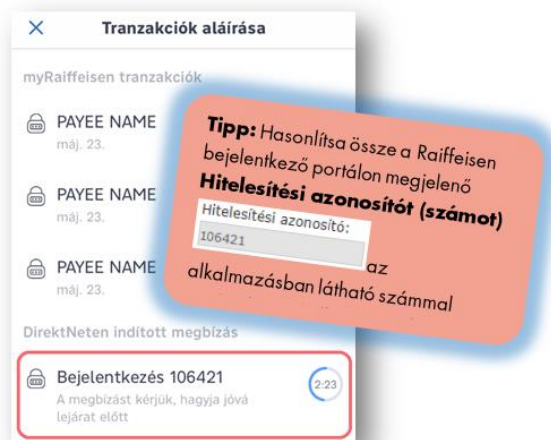 Tranzakciók aláírása
myRaiffeisen tranzakciók
PAYEE NAME
máj. 23.
PAYEE NAME
máj. 23.
PAYEE NAME
máj. 23.
Tipp: Hasonlítsa össze a Raiffeisen
bejelentkező portálon megjelenő
Hitelesítési azonosítót (számot)
Hitelesítési azonosító:
106421
az
alkalmazásban látható számmal
DirektNeten indított megbízás
Bejelentkezés 106421
2:23
A megbízást kérjük, hagyja jóvá
lejárat előtt